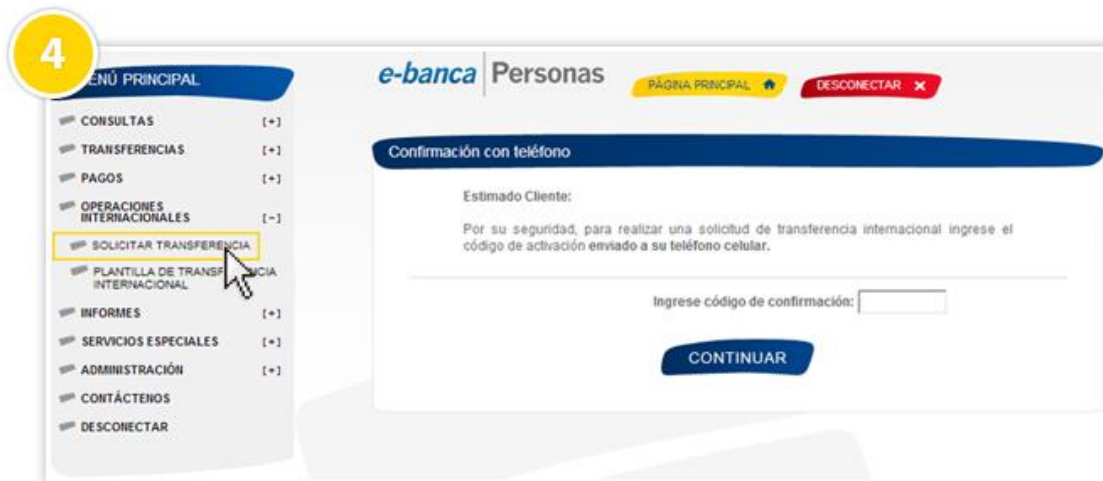 4
MENÚ PRINCIPAL
CONSULTAS [+]
TRANSFERENCIAS [+]
PAGOS [+]
OPERACIONES
INTERNACIONALES [-]
SOLICITAR TRANSFERENCIA
PLANTILLA DE TRANSF NCIA
INTERNACIONAL
INFORMES [+]
SERVICIOS ESPECIALES [+]
ADMINISTRACIÓN [+]
CONTÁCTENOS
DESCONECTAR
e-banca Personas
PÁGINA PRINCIPAL
DESCONECTAR X
Confirmación con teléfono
Estimado Cliente:
Por su seguridad, para realizar una solicitud de transferencia internacional ingrese el
código de activación enviado a su teléfono celular.
Ingrese código de confirmación:
CONTINUAR